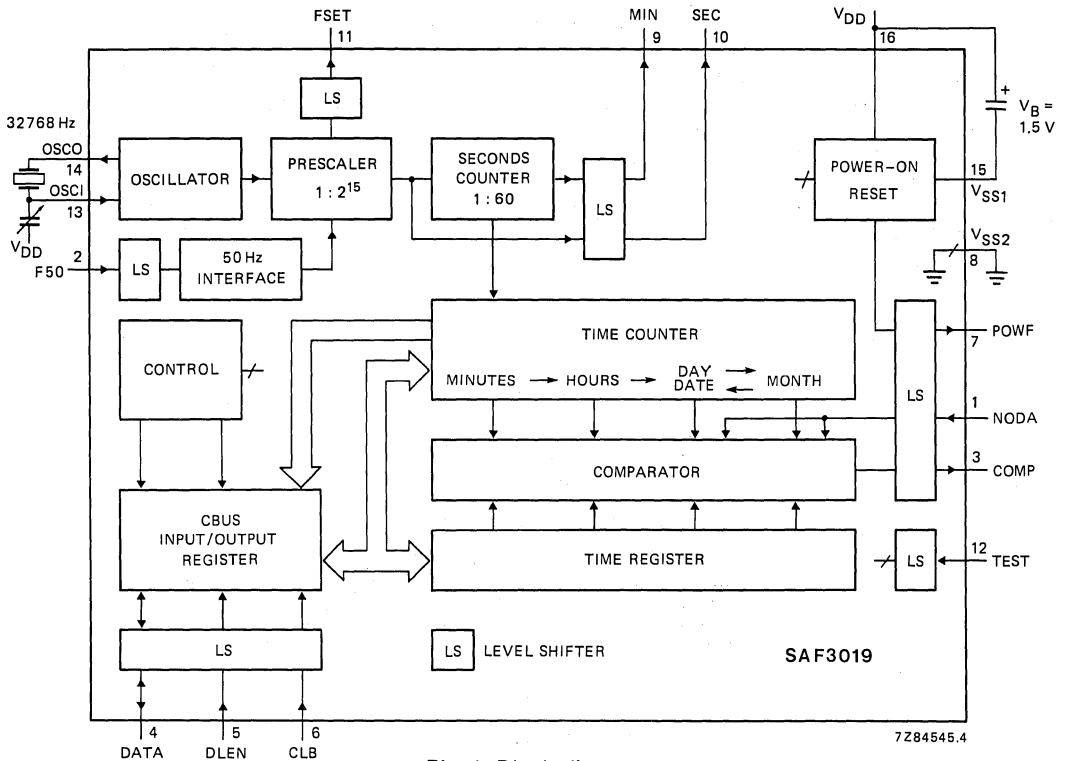 FSET
11
MIN
9
SEC
10
VDD
16
LS
+
VB =
1,5 V
32768 Hz
OSCO
14
OSCI
13
VDD
OSCILLATOR
PRESCALER
1 : 2¹⁵
SECONDS
COUNTER
1 : 60
LS
POWER-ON
RESET
15
VSS1
VSS2
8
2
F50
LS
50 Hz
INTERFACE
CONTROL
TIME COUNTER
MINUTES
HOURS
DAY
DATE
MONTH
LS
7
POWF
1
NODA
3
COMP
COMPARATOR
CBUS
INPUT/OUTPUT
REGISTER
TIME REGISTER
LS
12
TEST
LS
LS
LEVEL SHIFTER
SAF3019
4
DATA
5
DLEN
6
CLB
7Z84545.4